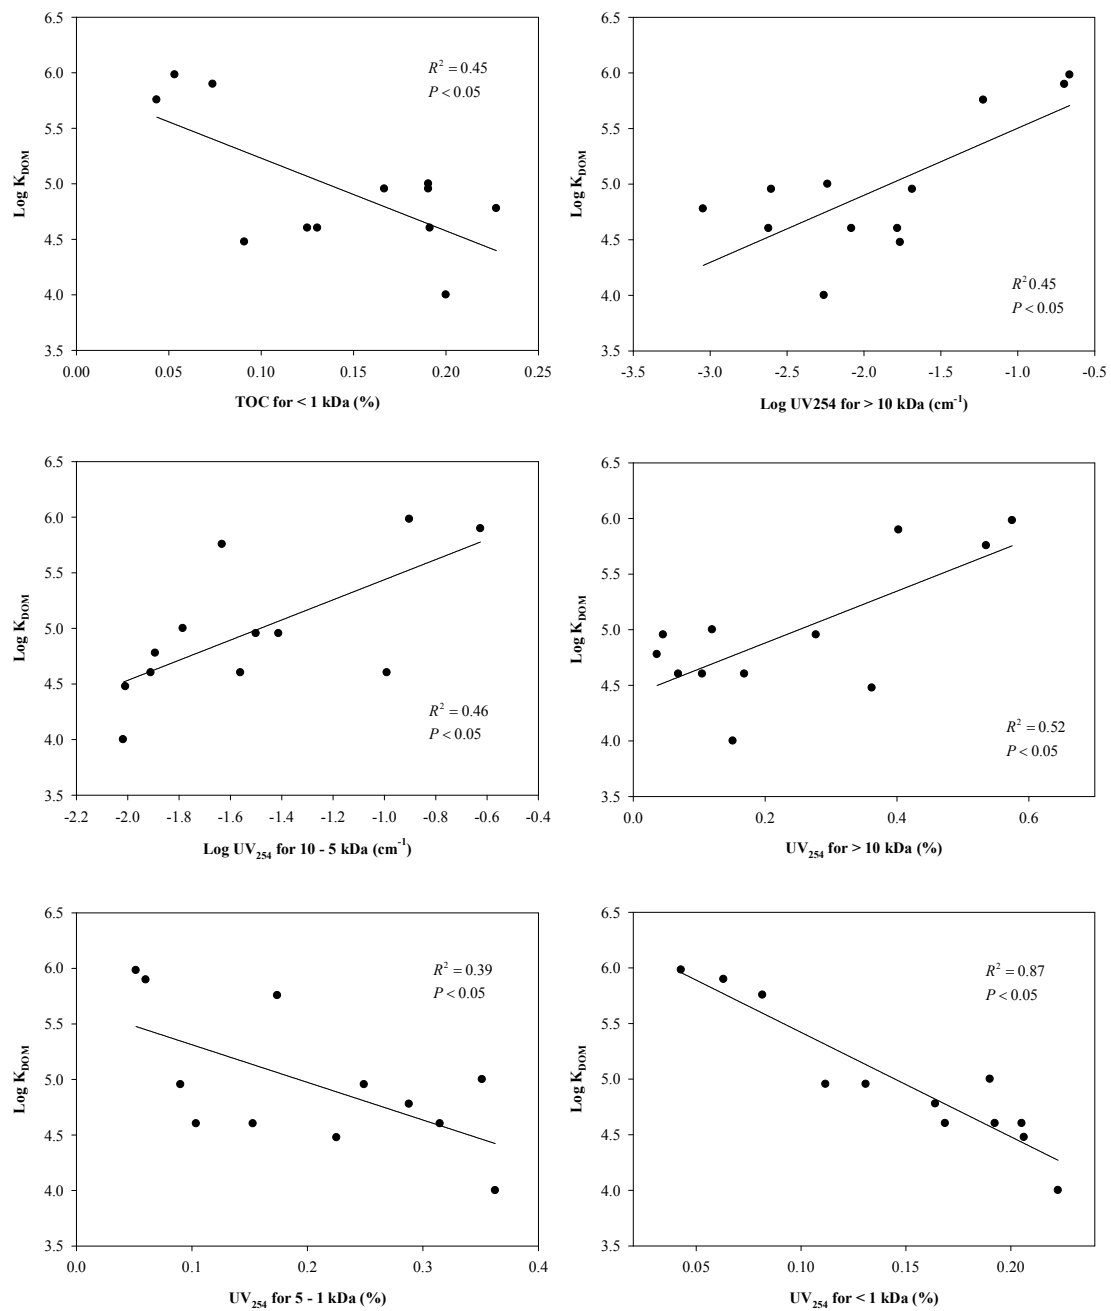 6.5
6.0
5.5
5.0
4.5
4.0
3.5
Log K_DOM
R² = 0.45
P < 0.05
0.00 0.05 0.10 0.15 0.20 0.25
TOC for < 1 kDa (%)
6.5
6.0
5.5
5.0
4.5
4.0
3.5
Log K_DOM
R² 0.45
P < 0.05
-3.5 -3.0 -2.5 -2.0 -1.5 -1.0 -0.5
Log UV254 for > 10 kDa (cm⁻¹)
6.5
6.0
5.5
5.0
4.5
4.0
3.5
Log K_DOM
R² = 0.46
P < 0.05
-2.2 -2.0 -1.8 -1.6 -1.4 -1.2 -1.0 -0.8 -0.6 -0.4
Log UV₂₅₄ for 10 - 5 kDa (cm⁻¹)
6.5
6.0
5.5
5.0
4.5
4.0
3.5
Log K_DOM
R² = 0.52
P < 0.05
0.0 0.2 0.4 0.6
UV₂₅₄ for > 10 kDa (%)
6.5
6.0
5.5
5.0
4.5
4.0
3.5
Log K_DOM
R² = 0.39
P < 0.05
0.0 0.1 0.2 0.3 0.4
UV₂₅₄ for 5 - 1 kDa (%)
6.5
6.0
5.5
5.0
4.5
4.0
3.5
Log K_DOM
R² = 0.87
P < 0.05
0.05 0.10 0.15 0.20
UV₂₅₄ for < 1 kDa (%)